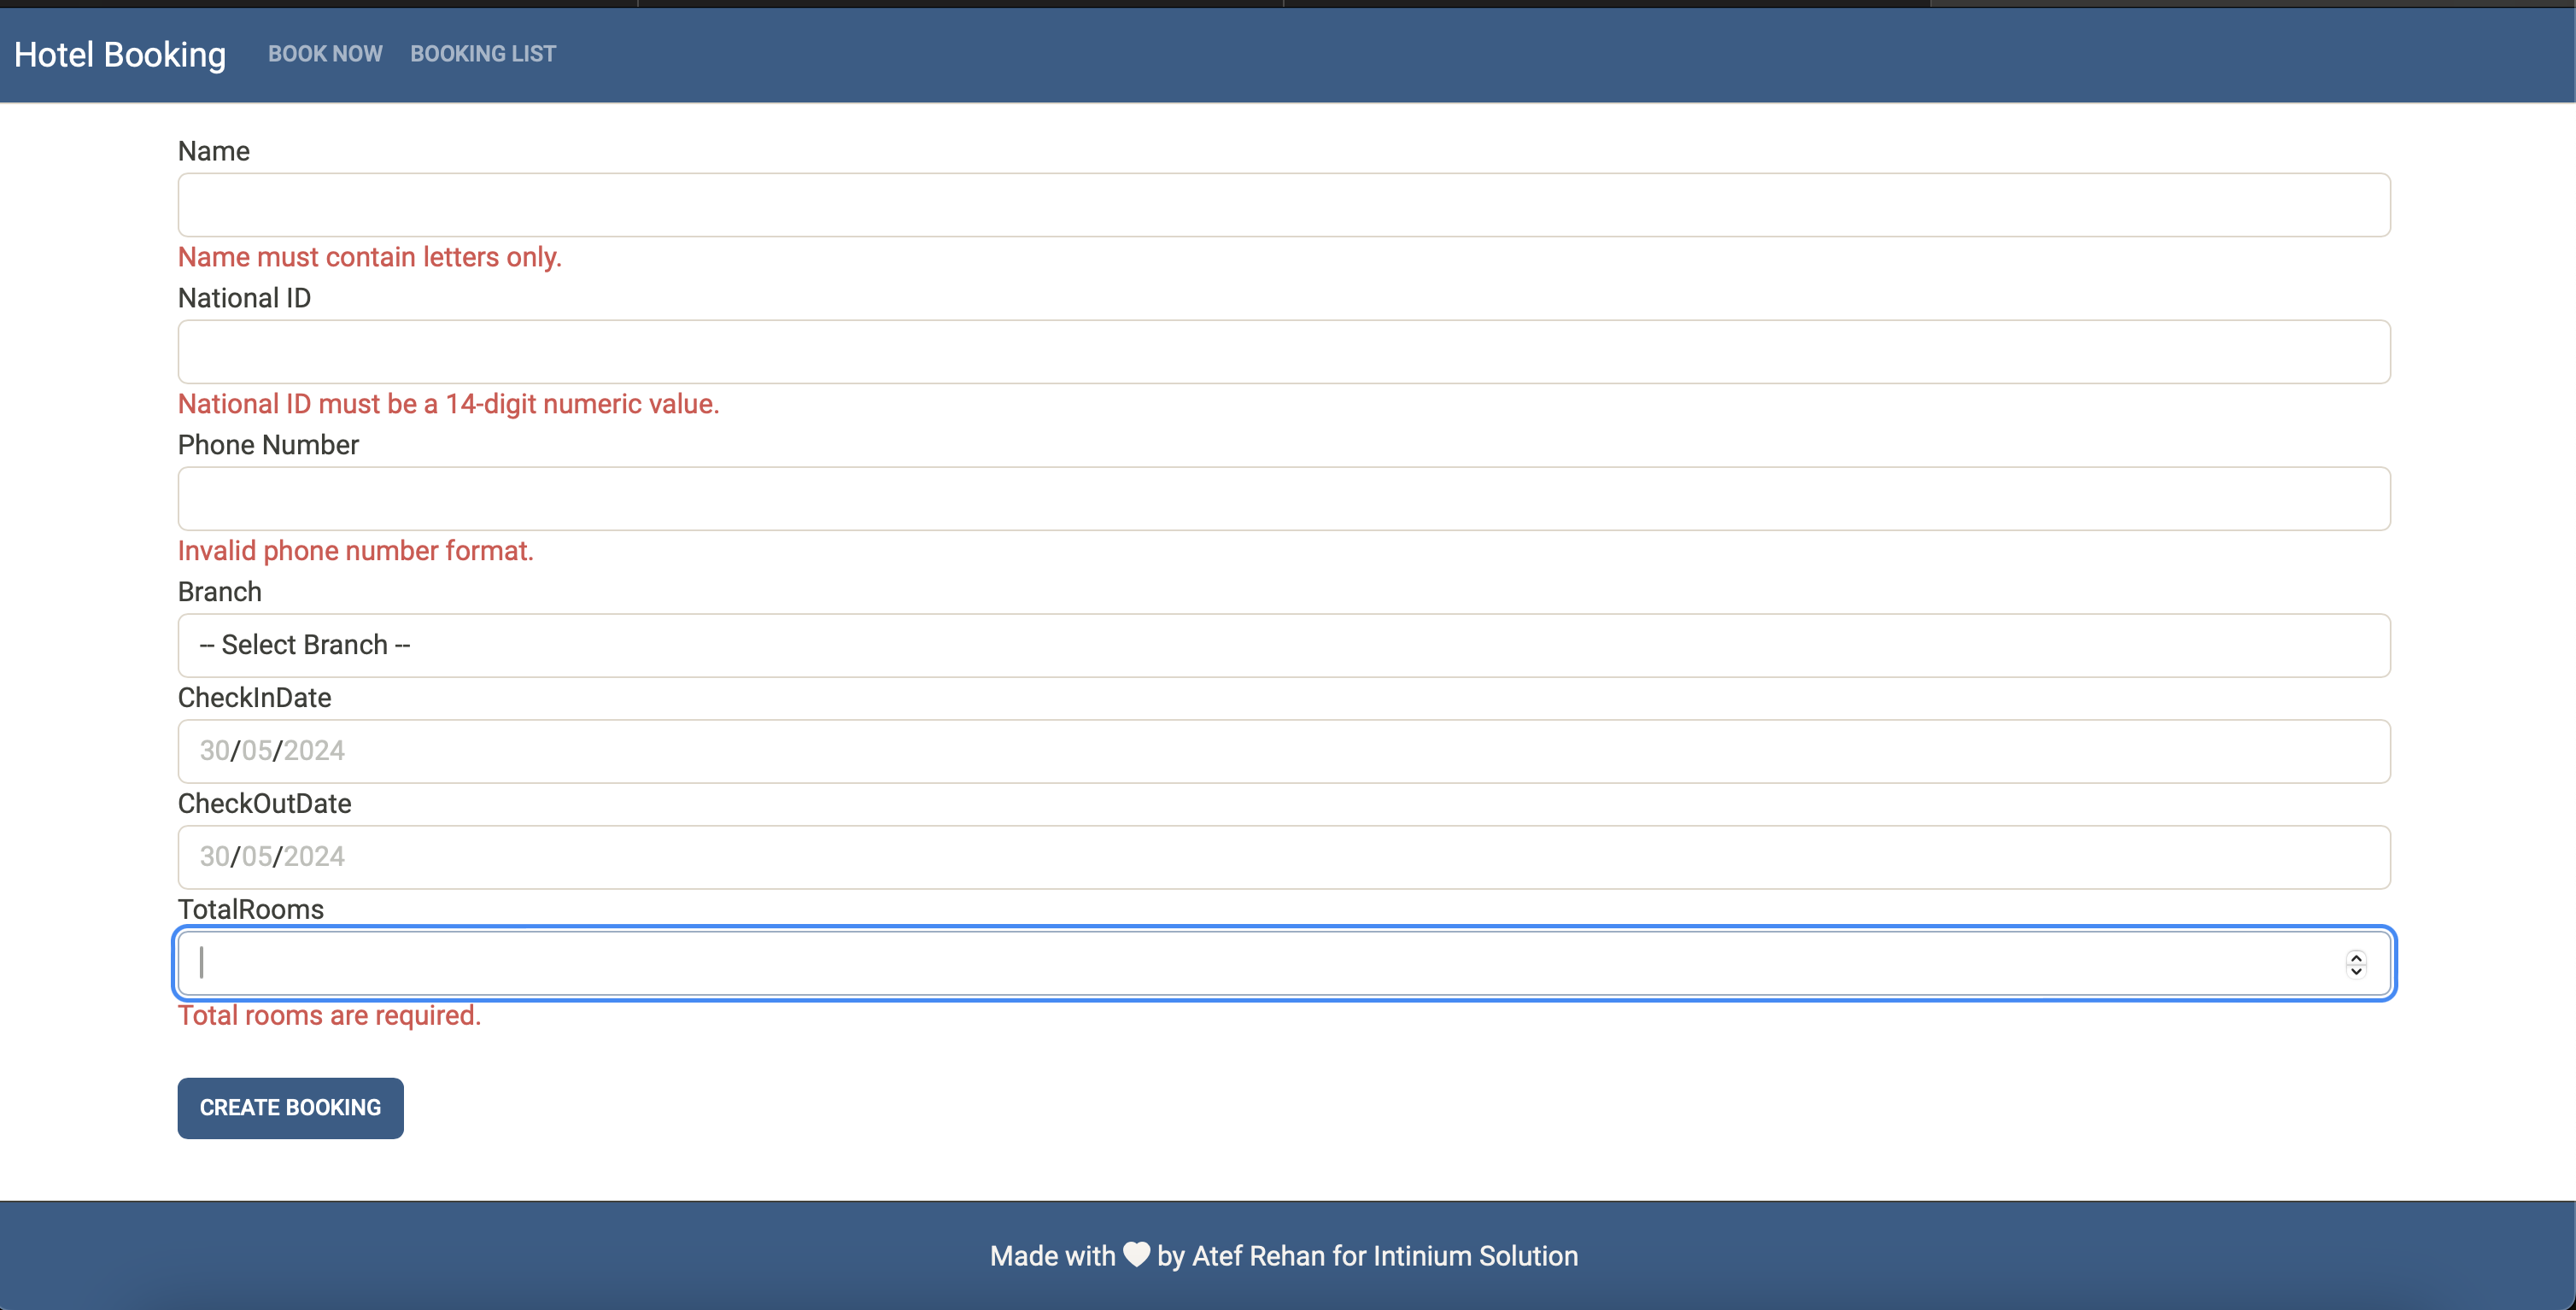 Hotel Booking BOOK NOW BOOKING LIST
Name
Name must contain letters only.
National ID
National ID must be a 14-digit numeric value.
Phone Number
Invalid phone number format.
Branch
-- Select Branch --
CheckInDate
30/05/2024
CheckOutDate
30/05/2024
TotalRooms
Total rooms are required.
CREATE BOOKING
Made with 🤍 by Atef Rehan for Intinium Solution